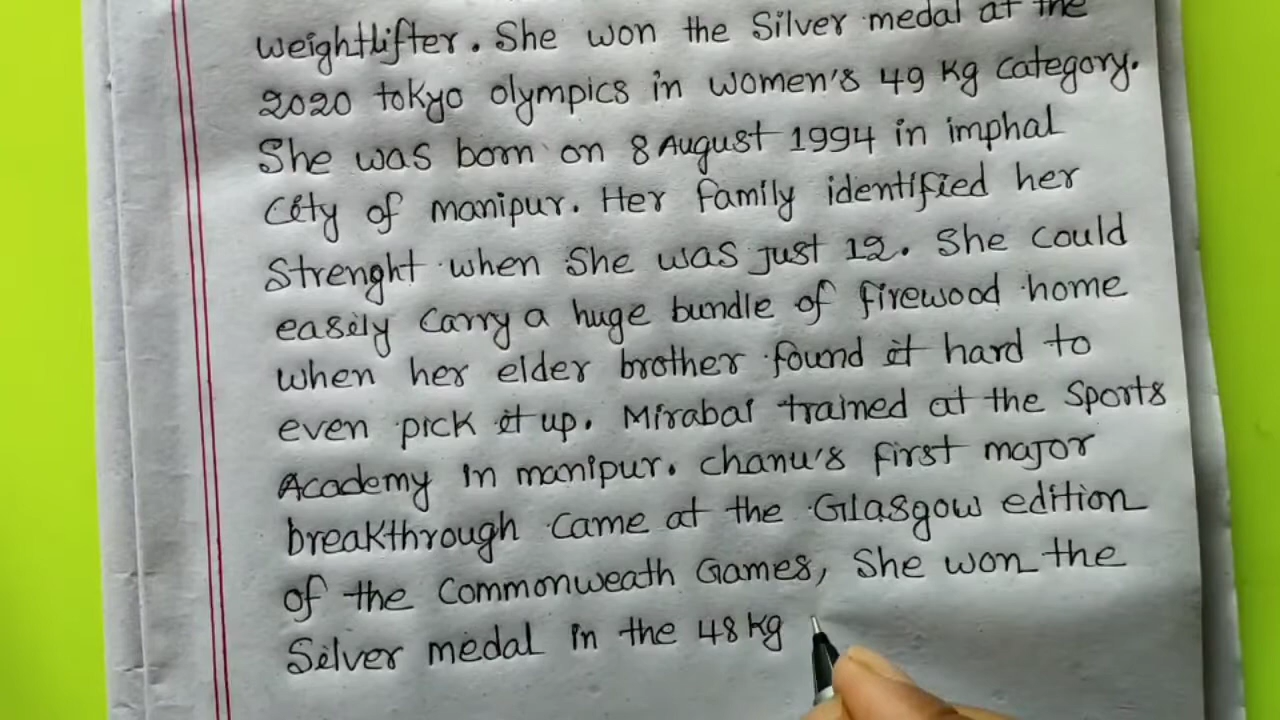 weightlifter. She won the Silver medal at the
2020 tokyo olympics in women's 49 kg category.
She was born on 8 August 1994 in imphal
City of manipur. Her family identified her
Strenght when She was just 12. She could
easily carry a huge bundle of firewood home
when her elder brother found it hard to
even pick it up. Mirabai trained at the Sports
Academy in manipur. chanu's first major
breakthrough came at the Glasgow edition
of the Commonweath Games, She won the
Silver medal in the 48 kg